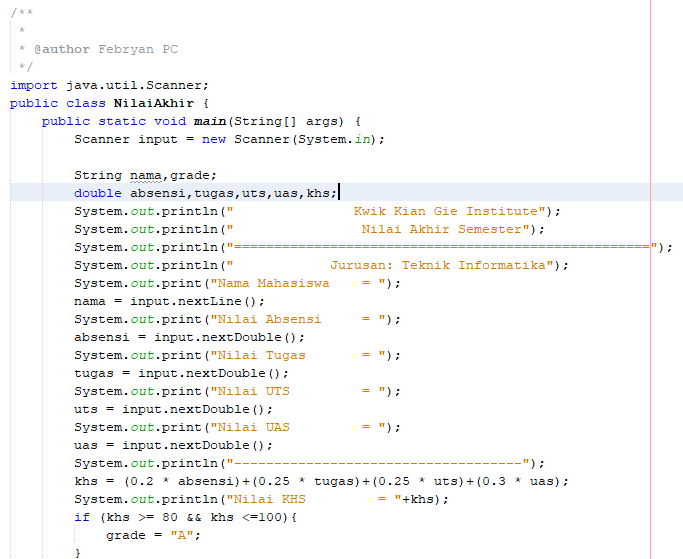 /**
 *
 * @author Febryan PC
 */
import java.util.Scanner;
public class NilaiAkhir {
    public static void main(String[] args) {
        Scanner input = new Scanner(System.in);

        String nama,grade;
        double absensi,tugas,uts,uas,khs;
        System.out.println("               Kwik Kian Gie Institute");
        System.out.println("                Nilai Akhir Semester");
        System.out.println("====================================================");
        System.out.println("            Jurusan: Teknik Informatika");
        System.out.print("Nama Mahasiswa    = ");
        nama = input.nextLine();
        System.out.print("Nilai Absensi     = ");
        absensi = input.nextDouble();
        System.out.print("Nilai Tugas       = ");
        tugas = input.nextDouble();
        System.out.print("Nilai UTS         = ");
        uts = input.nextDouble();
        System.out.print("Nilai UAS         = ");
        uas = input.nextDouble();
        System.out.println("------------------------------------");
        khs = (0.2 * absensi)+(0.25 * tugas)+(0.25 * uts)+(0.3 * uas);
        System.out.println("Nilai KHS         = "+khs);
        if (khs >= 80 && khs <=100){
            grade = "A";
        }